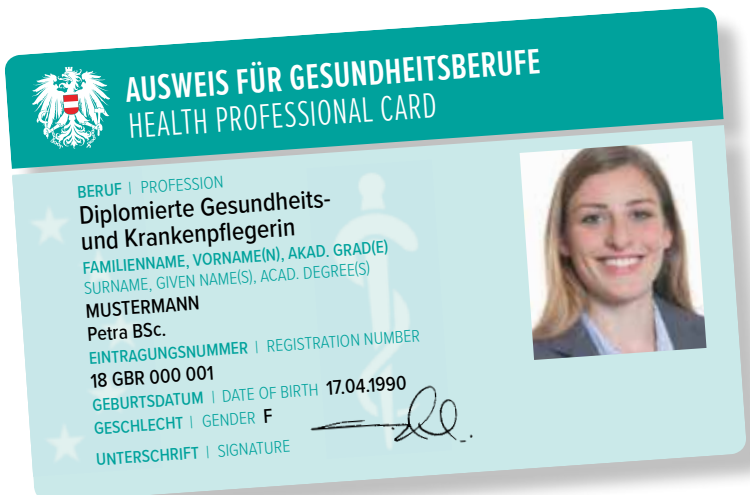 AUSWEIS FÜR GESUNDHEITSBERUFE
HEALTH PROFESSIONAL CARD
BERUF | PROFESSION
Diplomierte Gesundheits-
und Krankenpflegerin
FAMILIENNAME, VORNAME(N), AKAD. GRAD(E)
SURNAME, GIVEN NAME(S), ACAD. DEGREE(S)
MUSTERMANN
Petra BSc.
EINTRAGUNGSNUMMER | REGISTRATION NUMBER
18 GBR 000 001
GEBURTSDATUM | DATE OF BIRTH 17.04.1990
GESCHLECHT | GENDER F
UNTERSCHRIFT | SIGNATURE